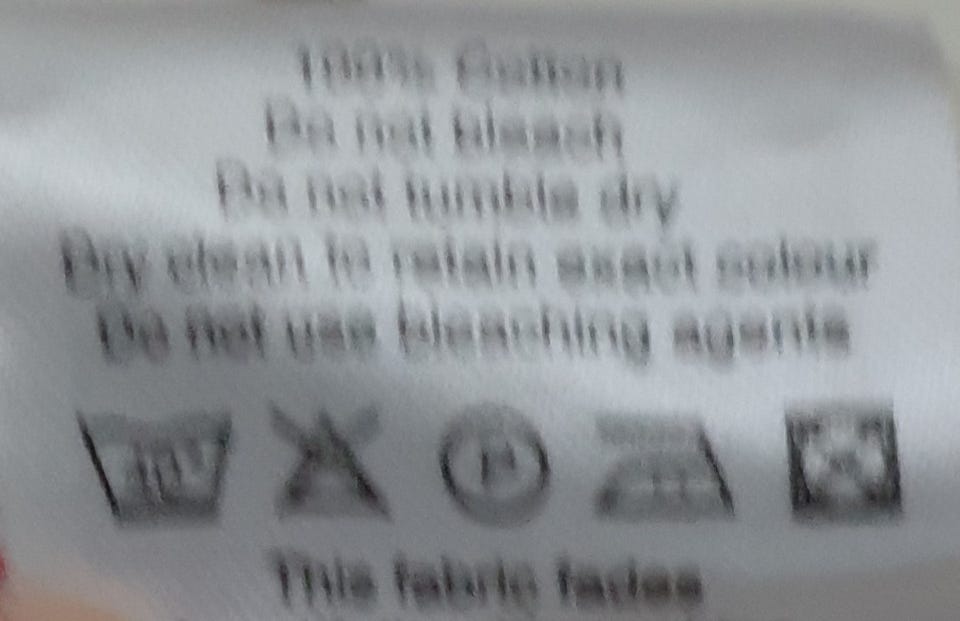 100% Cotton
Do not bleach
Do not tumble dry
Dry clean to retain exact colour
Do not use bleaching agents
P
This fabric fades